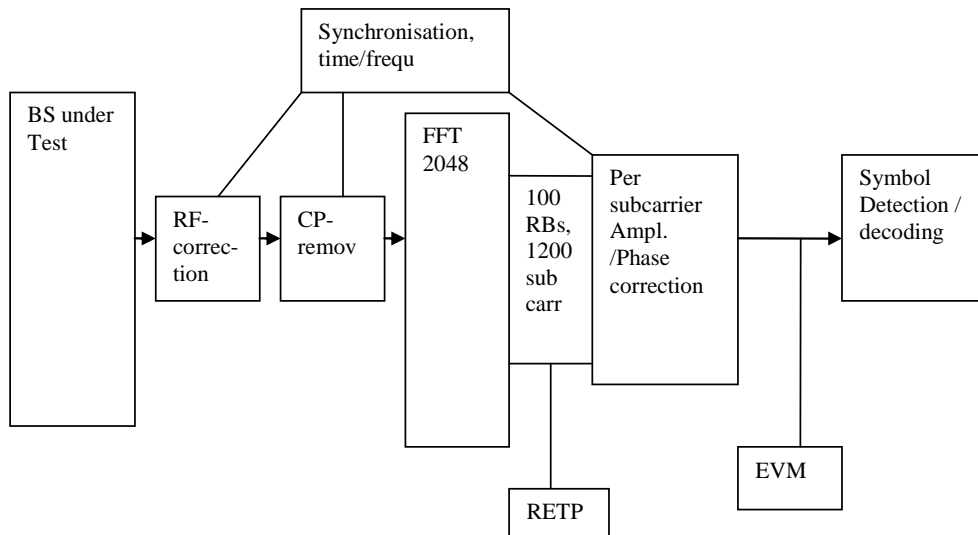 Synchronisation,
time/frequ
BS under
Test
FFT
2048
RF-
correc-
tion
CP-
remov
100
RBs,
1200
sub
carr
Per
subcarrier
Ampl.
/Phase
correction
Symbol
Detection /
decoding
EVM
RETP